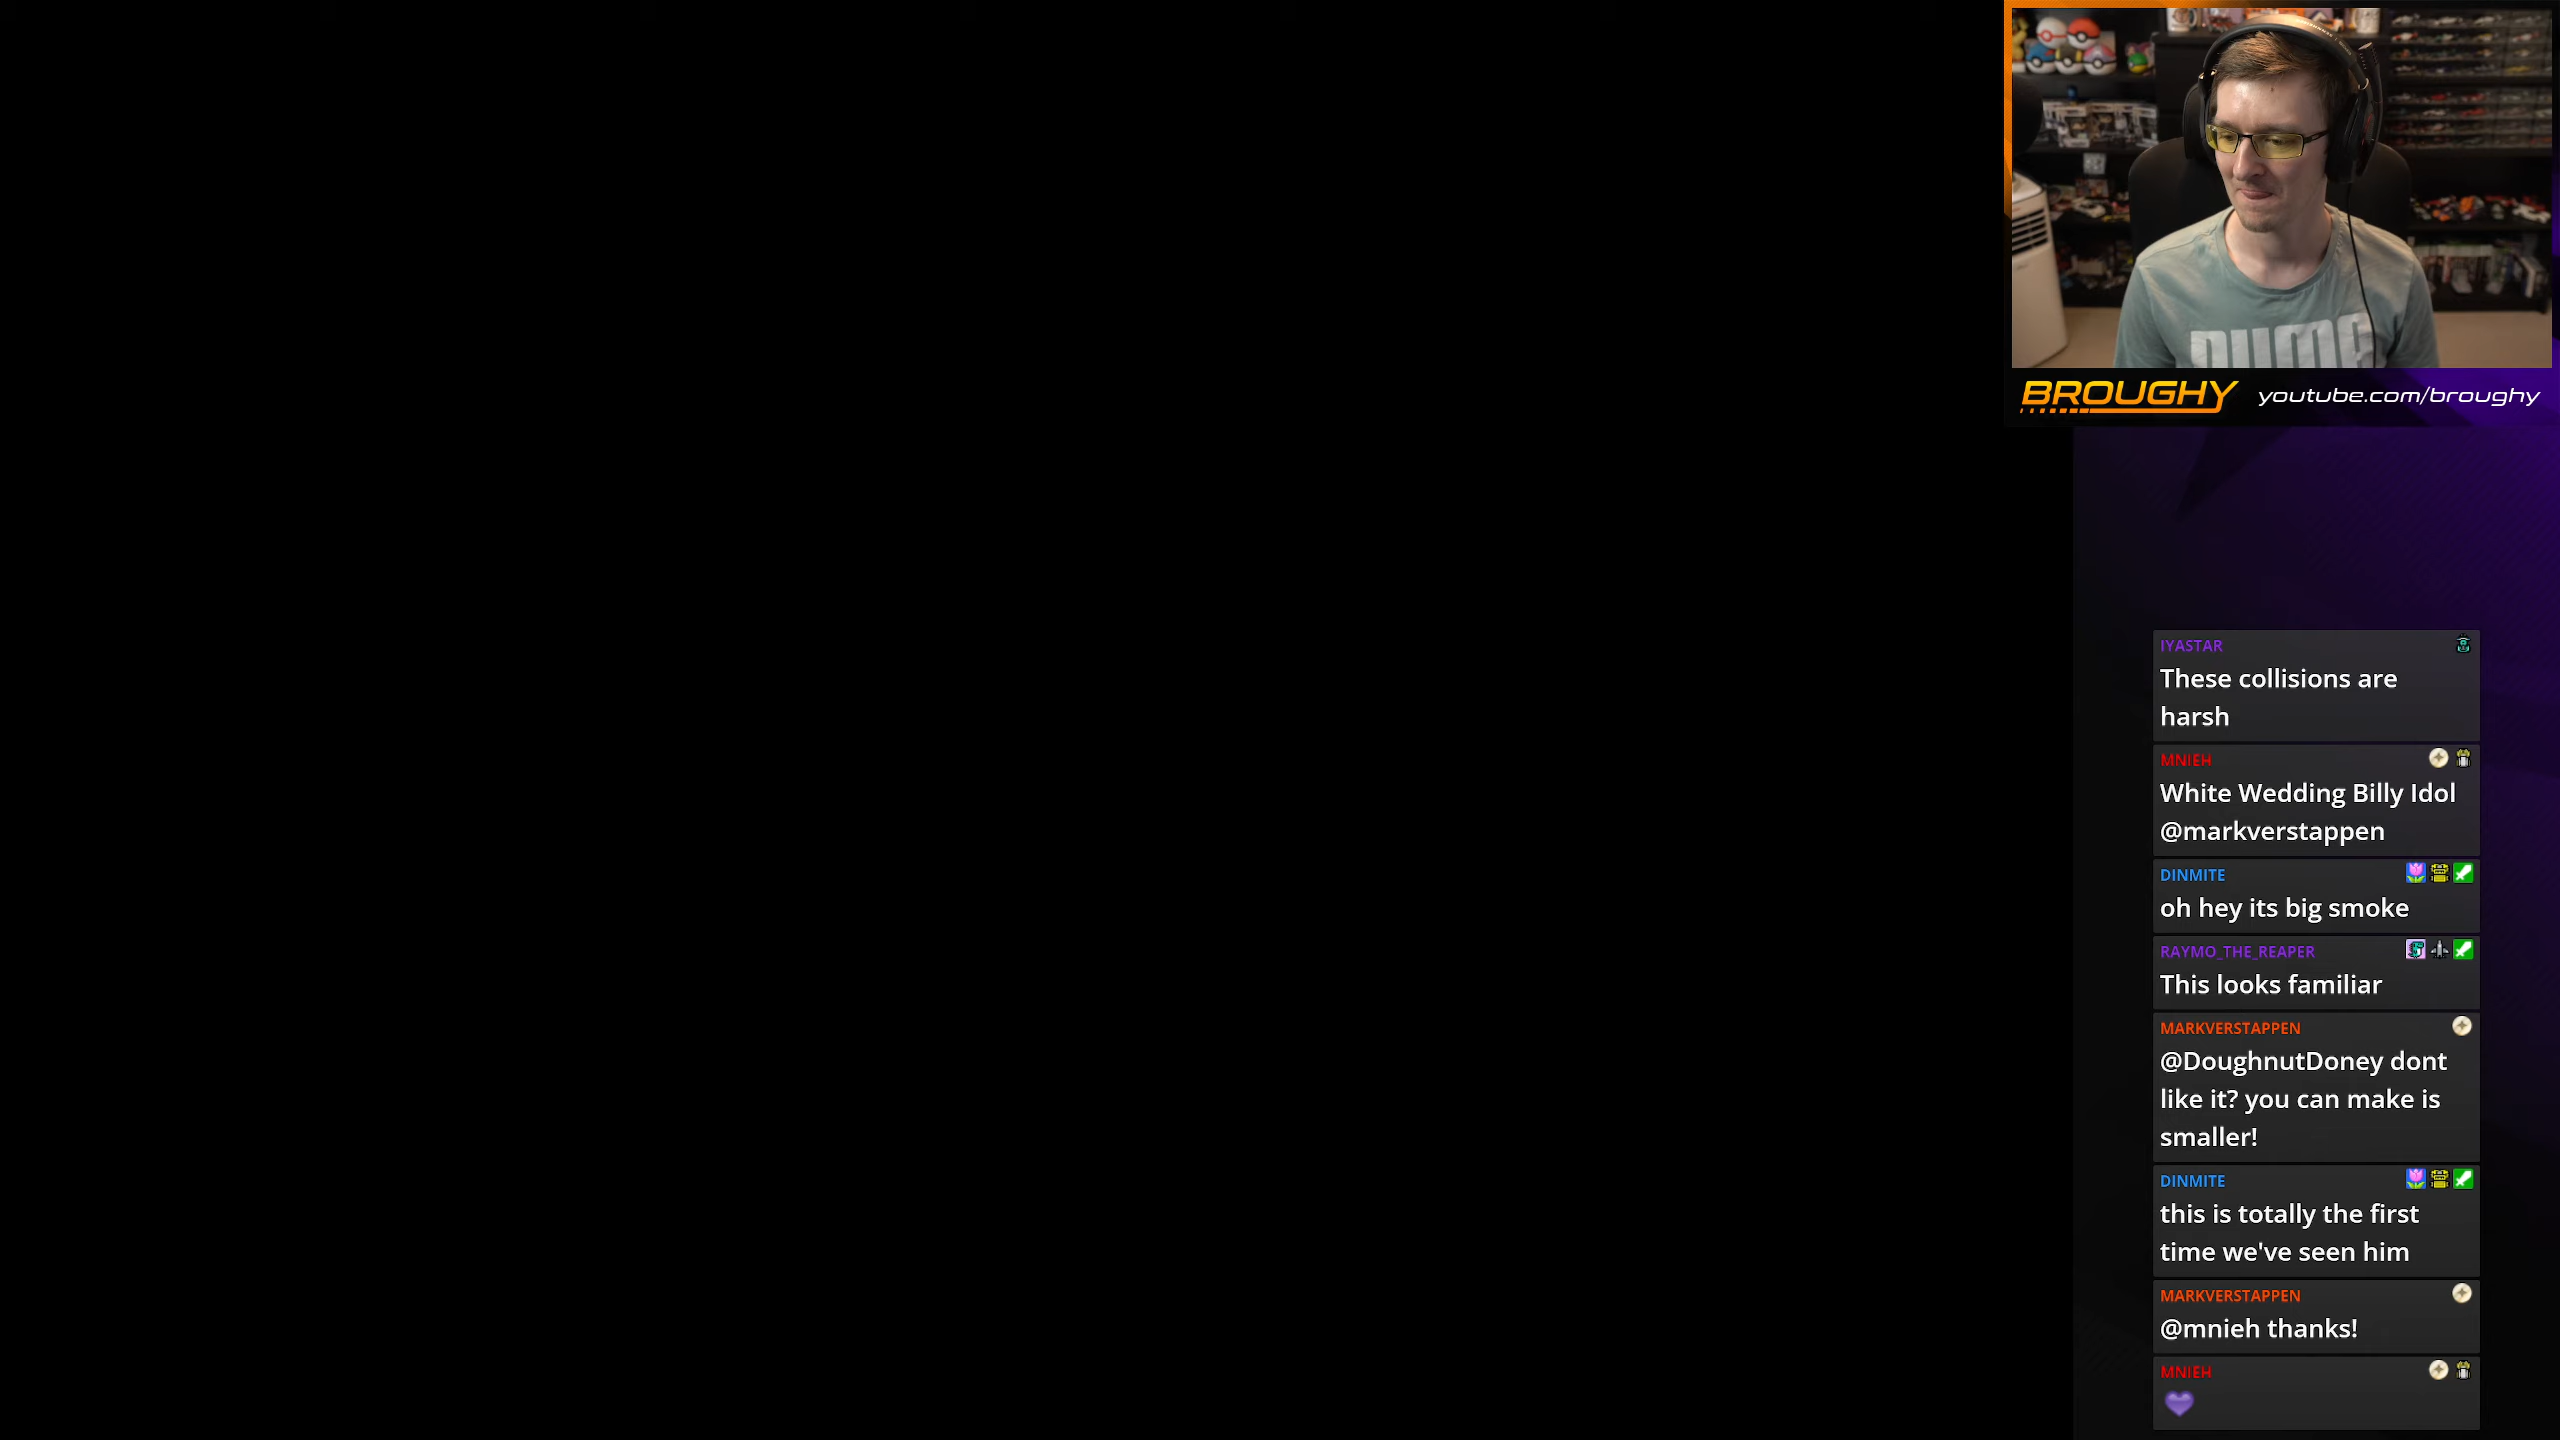 PUMA
BROUGHY youtube.com/broughy
IYASTAR
These collisions are
harsh
MNIEH
White Wedding Billy Idol
@markverstappen
DINMITE
oh hey its big smoke
RAYMO_THE_REAPER
This looks familiar
MARKVERSTAPPEN
@DoughnutDoney dont
like it? you can make is
smaller!
DINMITE
this is totally the first
time we've seen him
MARKVERSTAPPEN
@mnieh thanks!
MNIEH